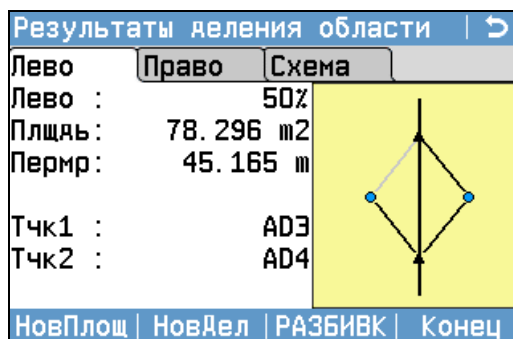 Результаты деления области
Лево Право Схема
Лево : 50%
Плщдь: 78.296 m2
Пермр: 45.165 m
Тчк1 : AD3
Тчк2 : AD4
НовПлощ НовДел РАЗБИВК Конец